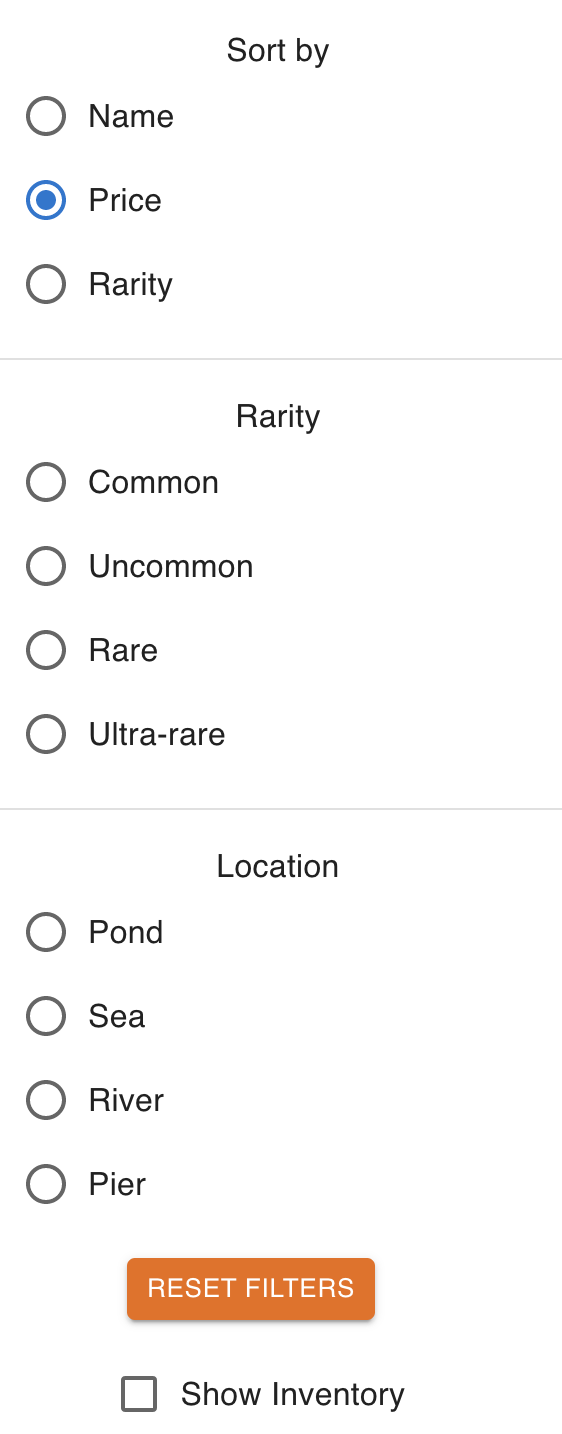 Sort by
Name
Price
Rarity
Rarity
Common
Uncommon
Rare
Ultra-rare
Location
Pond
Sea
River
Pier
RESET FILTERS
Show Inventory